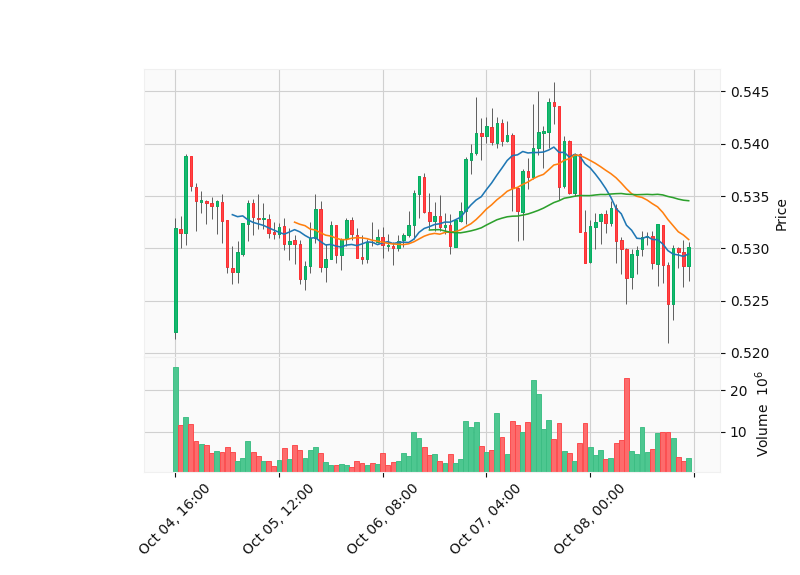 0.545
0.540
0.535
0.530
0.525
0.520
Price
20
10
Volume 10^6
Oct 04, 16:00
Oct 05, 12:00
Oct 06, 08:00
Oct 07, 04:00
Oct 08, 00:00